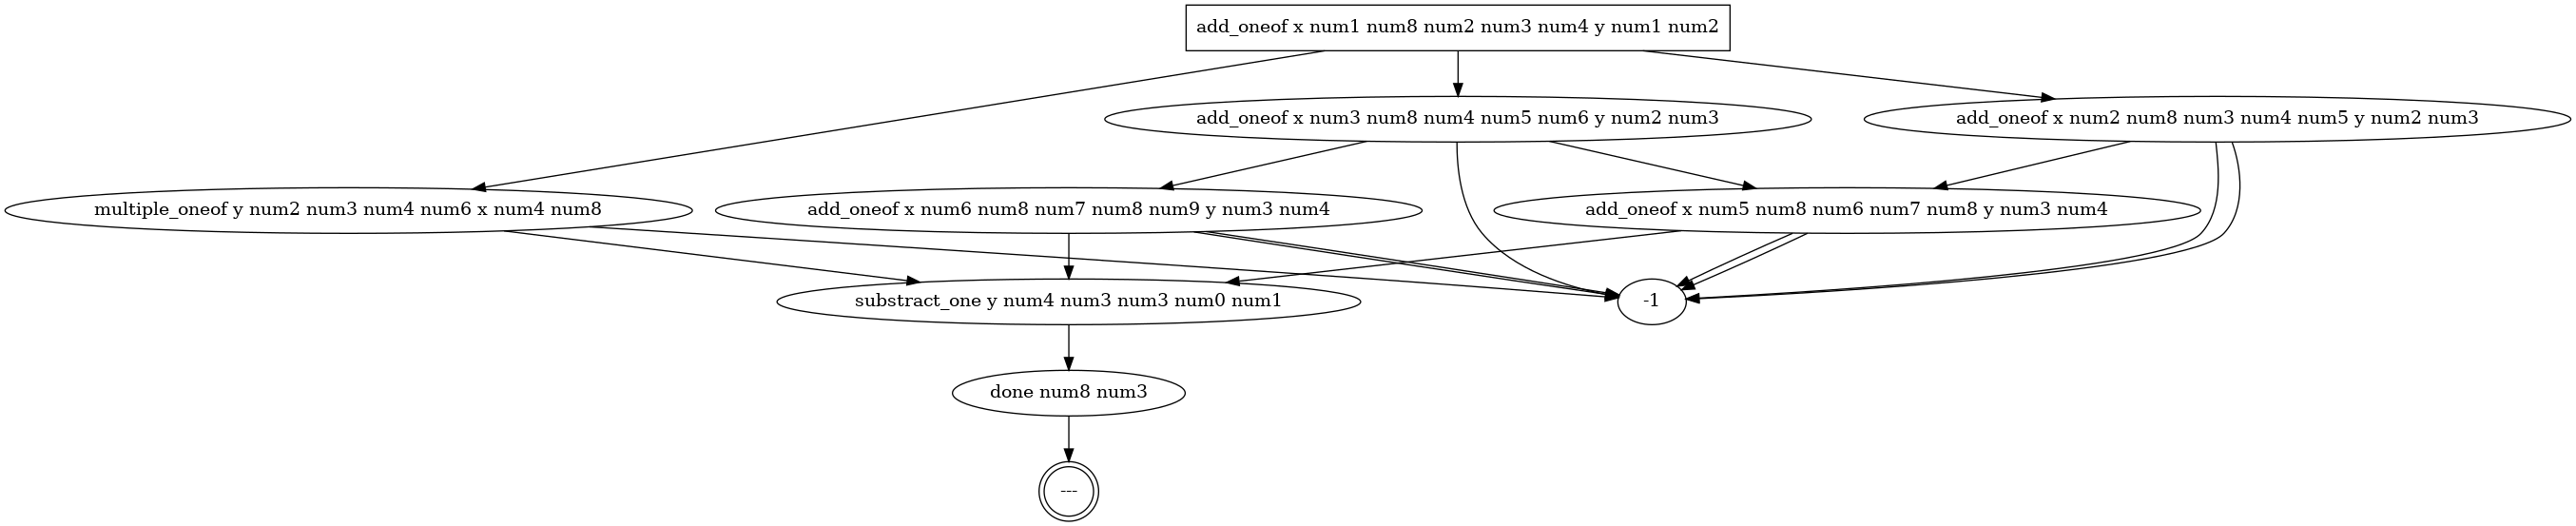 add_oneof x num1 num8 num2 num3 num4 y num1 num2
add_oneof x num3 num8 num4 num5 num6 y num2 num3
add_oneof x num2 num8 num3 num4 num5 y num2 num3
multiple_oneof y num2 num3 num4 num6 x num4 num8
add_oneof x num6 num8 num7 num8 num9 y num3 num4
add_oneof x num5 num8 num6 num7 num8 y num3 num4
substract_one y num4 num3 num3 num0 num1
-1
done num8 num3
---